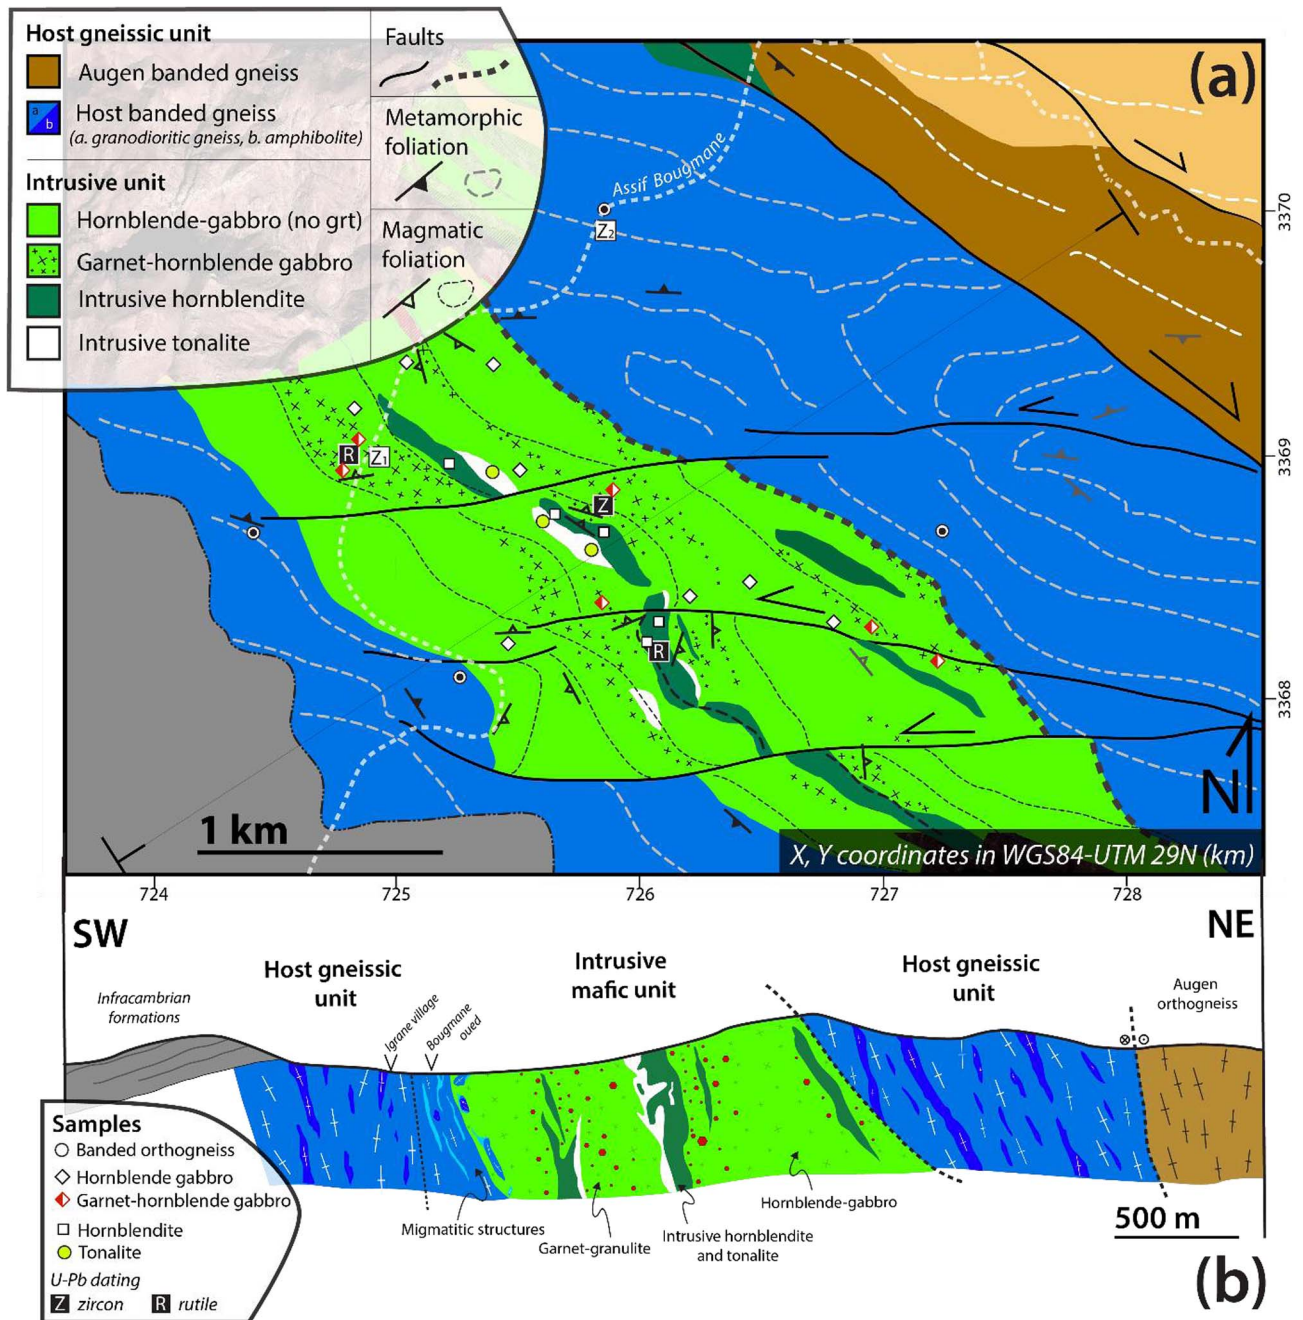 Host gneissic unit
Augen banded gneiss
a
b
Host banded gneiss
(a. granodioritic gneiss, b. amphibolite)
Intrusive unit
Hornblende-gabbro (no grt)
Garnet-hornblende gabbro
Intrusive hornblendite
Intrusive tonalite
Faults
Metamorphic
foliation
Magmatic
foliation
(a)
Assif Bougmane
Z2
R
Z1
Z
R
3370
3369
3368
N
1 km
X, Y coordinates in WGS84-UTM 29N (km)
724
725
726
727
728
SW
NE
Infracambrian
formations
Host gneissic
unit
Igrane village
Bougmane
oued
Intrusive
mafic unit
Host gneissic
unit
Augen
orthogneiss
Migmatitic structures
Garnet-granulite
Intrusive hornblendite
and tonalite
Hornblende-gabbro
500 m
(b)
Samples
Banded orthogneiss
Hornblende gabbro
Garnet-hornblende gabbro
Hornblendite
Tonalite
U-Pb dating
Z zircon
R rutile